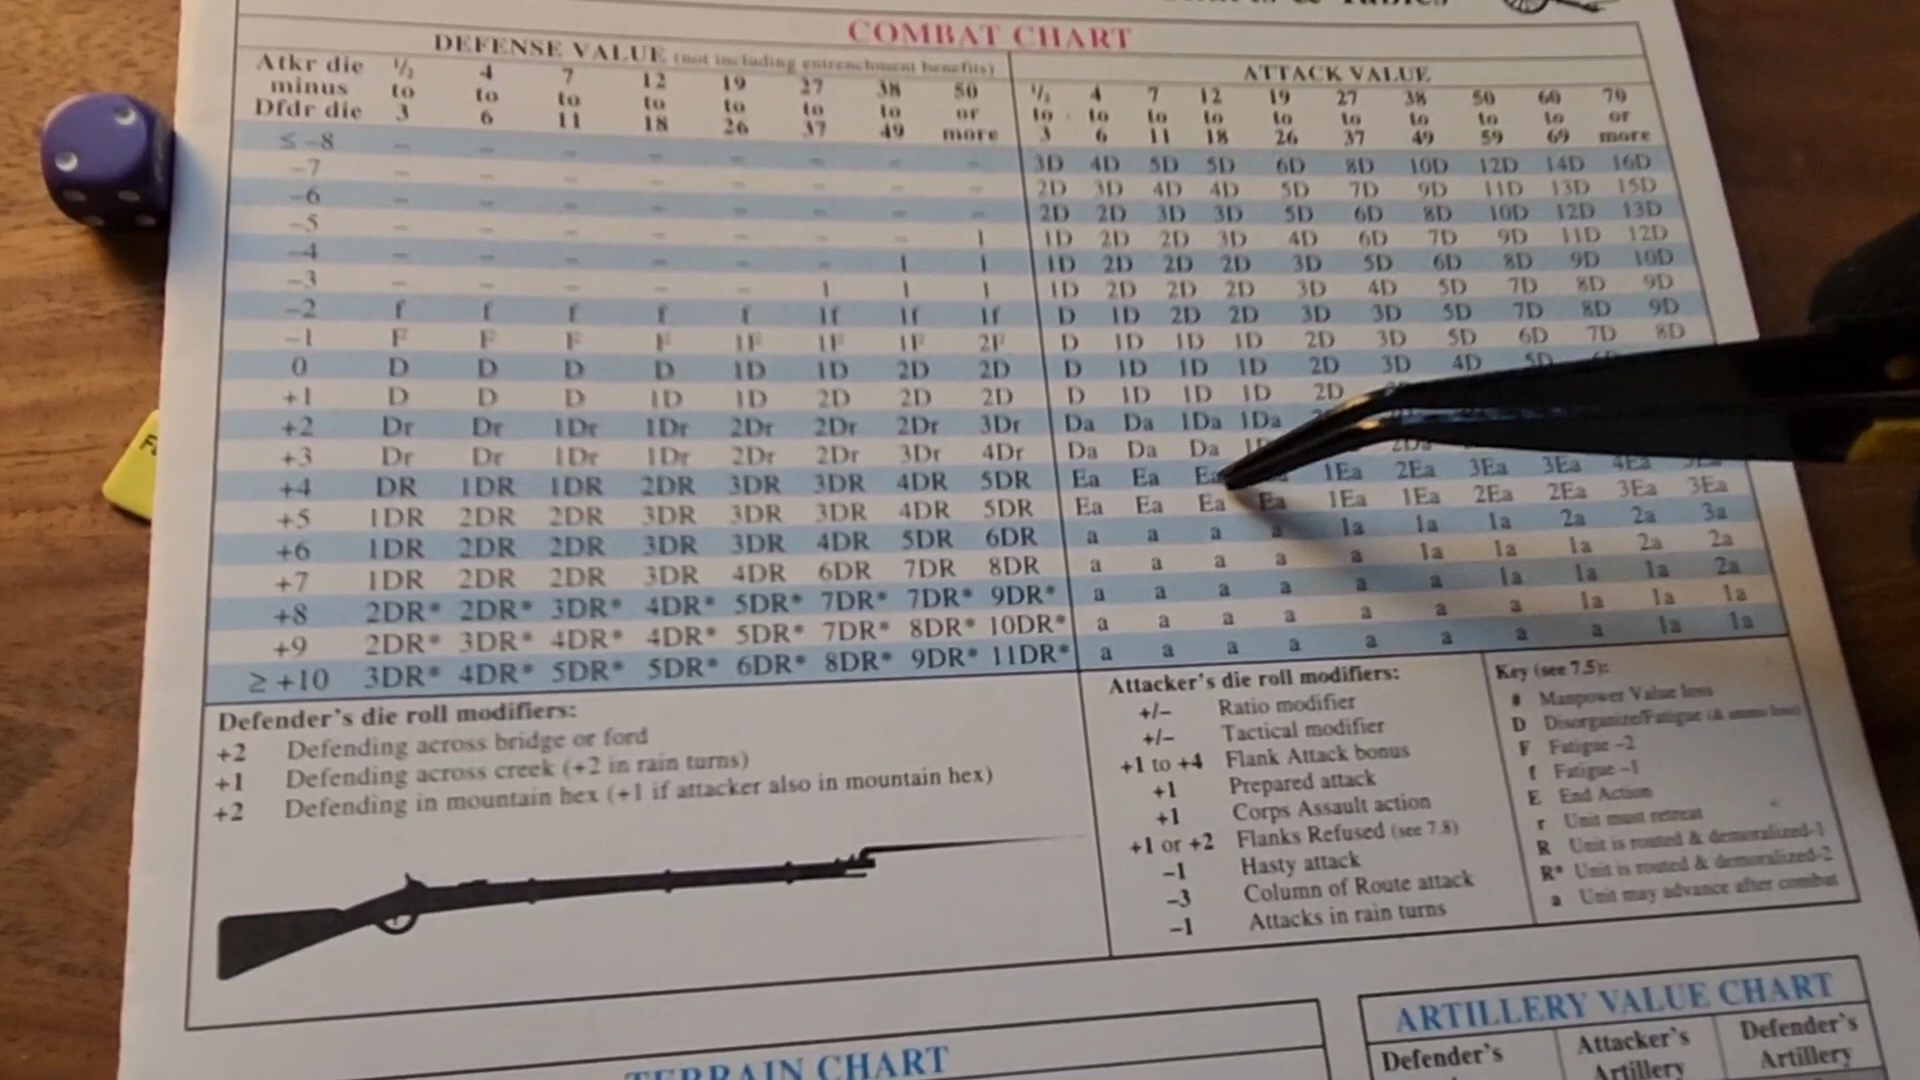 COMBAT CHART
DEFENSE VALUE (not including entrenchment benefits)
ATTACK VALUE
Atkr die minus Dfdr die
½ to 3 4 to 6 7 to 11 12 to 18 19 to 26 27 to 37 38 to 49 50 or more ½ to 3 4 to 6 7 to 11 12 to 18 19 to 26 27 to 37 38 to 49 50 to 59 60 to 69 70 or more
≤ –8 – – – – – – – – 3D 4D 5D 5D 6D 8D 10D 12D 14D 16D
–7 – – – – – – – – 2D 3D 4D 4D 5D 7D 9D 11D 13D 15D
–6 – – – – – – – – 2D 2D 3D 3D 5D 6D 8D 10D 12D 13D
–5 – – – – – – – 1 1D 2D 2D 3D 4D 6D 7D 9D 11D 12D
–4 – – – – – – 1 1 1D 2D 2D 2D 3D 5D 6D 8D 9D 10D
–3 – – – – – 1 1 1 1D 2D 2D 2D 3D 4D 5D 7D 8D 9D
–2 f f f f f 1f 1f 1f D 1D 2D 2D 3D 3D 5D 7D 8D 9D
–1 F F F F 1F 1F 1F 2F D 1D 1D 1D 2D 3D 5D 6D 7D 8D
0 D D D D 1D 1D 2D 2D D 1D 1D 1D 2D 3D 4D 5D
+1 D D D 1D 1D 2D 2D 2D D 1D 1D 1D 2D
+2 Dr Dr 1Dr 1Dr 2Dr 2Dr 2Dr 3Dr Da Da 1Da 1Da
+3 Dr Dr 1Dr 1Dr 2Dr 2Dr 3Dr 4Dr Da Da Da 2Da
+4 DR 1DR 1DR 2DR 3DR 3DR 4DR 5DR Ea Ea Ea 1Ea 2Ea 3Ea 3Ea 4Ea
+5 1DR 2DR 2DR 3DR 3DR 3DR 4DR 5DR Ea Ea Ea Ea 1Ea 1Ea 2Ea 2Ea 3Ea 3Ea
+6 1DR 2DR 2DR 3DR 3DR 4DR 5DR 6DR a a a a 1a 1a 1a 2a 2a 3a
+7 1DR 2DR 2DR 3DR 4DR 6DR 7DR 8DR a a a a a 1a 1a 1a 2a 2a
+8 2DR* 2DR* 3DR* 4DR* 5DR* 7DR* 7DR* 9DR* a a a a a a 1a 1a 1a 2a
+9 2DR* 3DR* 4DR* 4DR* 5DR* 7DR* 8DR* 10DR* a a a a a a a 1a 1a 1a
≥ +10 3DR* 4DR* 5DR* 5DR* 6DR* 8DR* 9DR* 11DR* a a a a a a a a 1a 1a
Defender's die roll modifiers:
+2 Defending across bridge or ford
+1 Defending across creek (+2 in rain turns)
+2 Defending in mountain hex (+1 if attacker also in mountain hex)
Attacker's die roll modifiers:
+/– Ratio modifier
+/– Tactical modifier
+1 to +4 Flank Attack bonus
+1 Prepared attack
+1 Corps Assault action
+1 or +2 Flanks Refused (see 7.8)
–1 Hasty attack
–3 Column of Route attack
–1 Attacks in rain turns
Key (see 7.5):
# Manpower Value loss
D Disorganize/Fatigue (& ammo loss)
F Fatigue –2
f Fatigue –1
E End Action
r Unit must retreat
R Unit is routed & demoralized-1
R* Unit is routed & demoralized-2
a Unit may advance after combat
TERRAIN CHART
ARTILLERY VALUE CHART
Defender's
Attacker's Artillery
Defender's Artillery